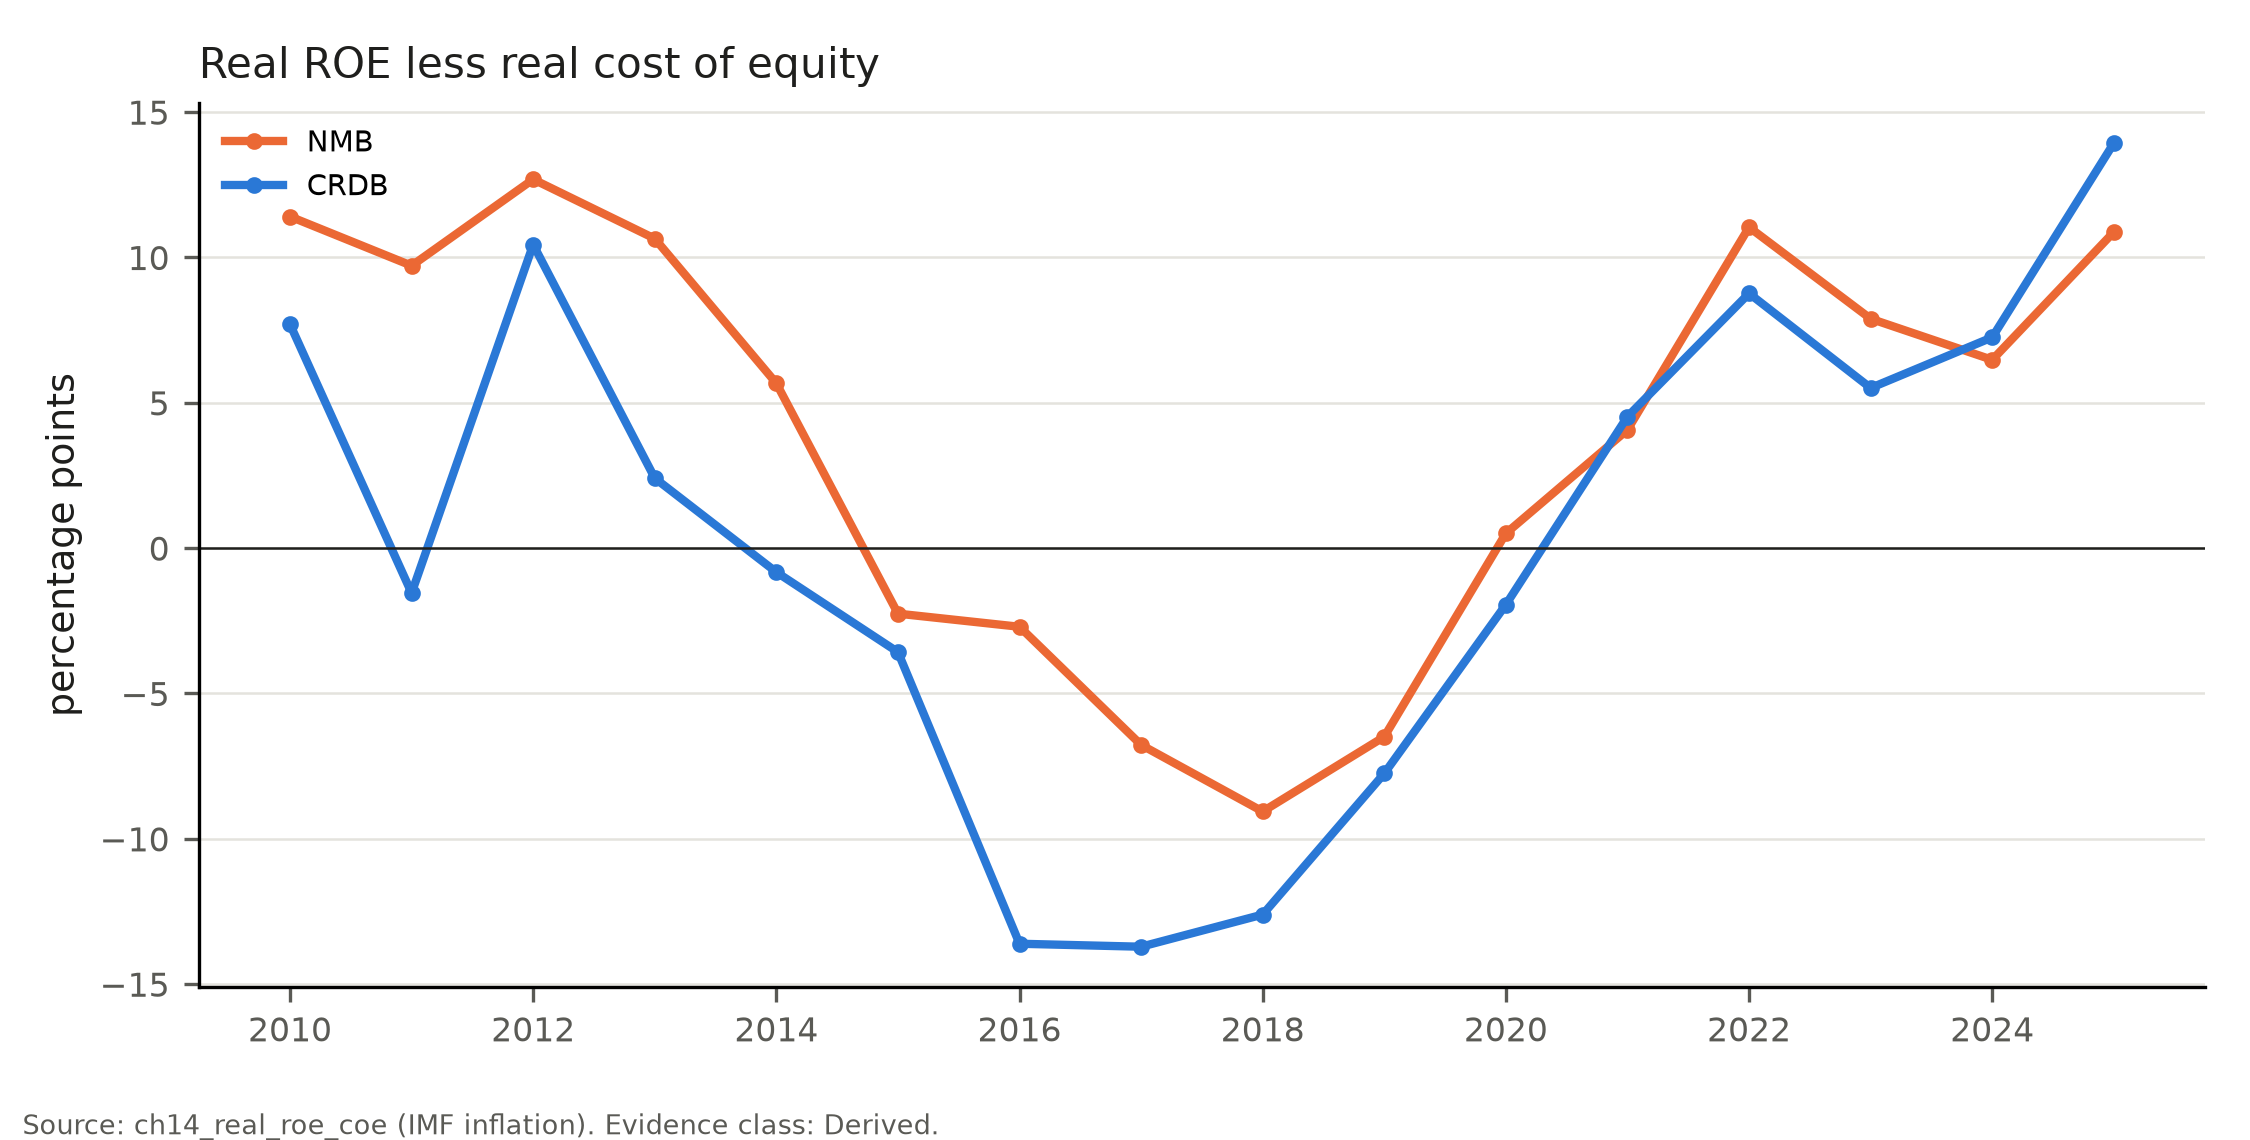 Real ROE less real cost of equity
NMB
CRDB
percentage points
15
10
5
0
−5
−10
−15
2010 2012 2014 2016 2018 2020 2022 2024
Source: ch14_real_roe_coe (IMF inflation). Evidence class: Derived.